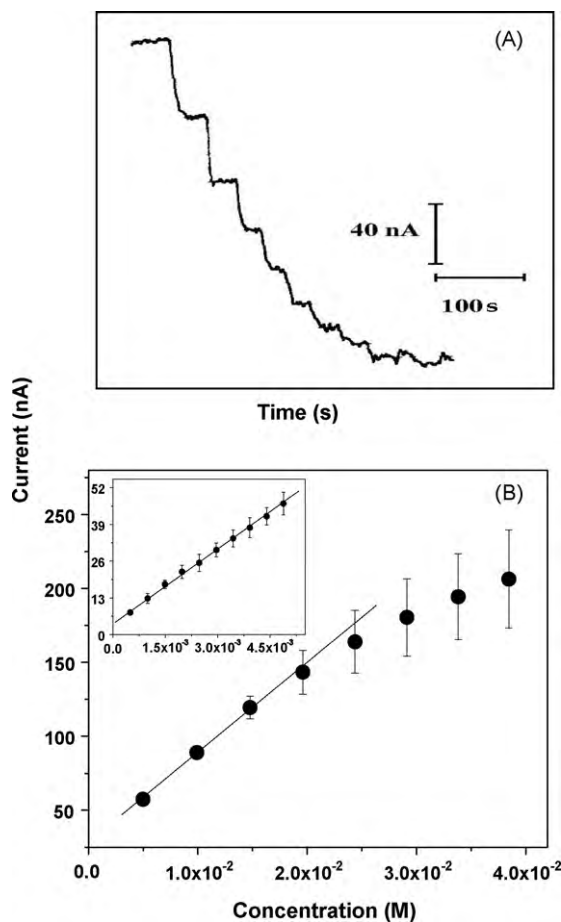 (A)
40 nA
100 s
Time (s)
Current (nA)
(B)
52
39
26
13
0
0.0 1.5x10⁻³ 3.0x10⁻³ 4.5x10⁻³
250
200
150
100
50
0.0 1.0x10⁻² 2.0x10⁻² 3.0x10⁻² 4.0x10⁻²
Concentration (M)